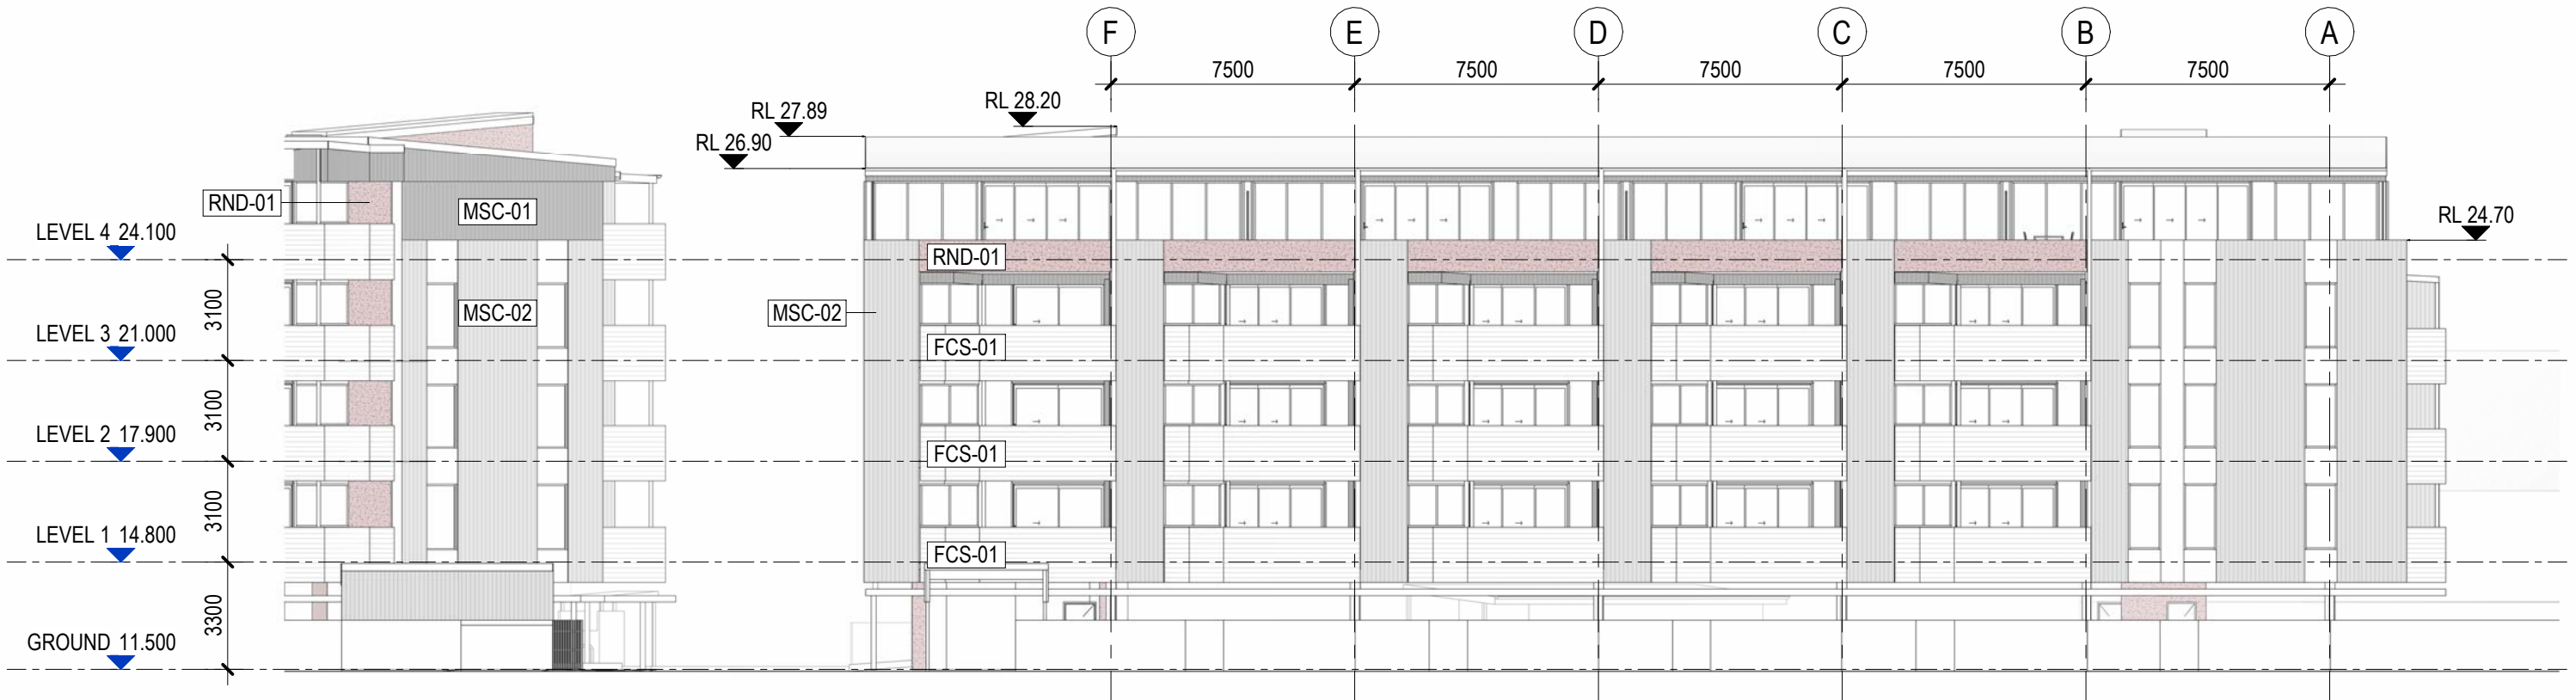 F E D C B A
7500 7500 7500 7500 7500
RL 28.20
RL 27.89
RL 26.90
RND-01
MSC-01
RL 24.70
LEVEL 4 24.100
RND-01
3100
MSC-02
MSC-02
LEVEL 3 21.000
FCS-01
3100
LEVEL 2 17.900
FCS-01
3100
LEVEL 1 14.800
FCS-01
3300
GROUND 11.500